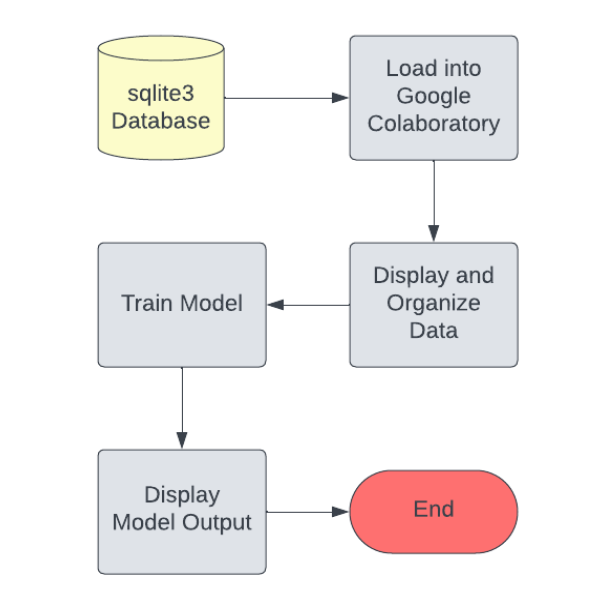 sqlite3
Database
Load into
Google
Colaboratory
Display and
Organize
Data
Train Model
Display
Model Output
End